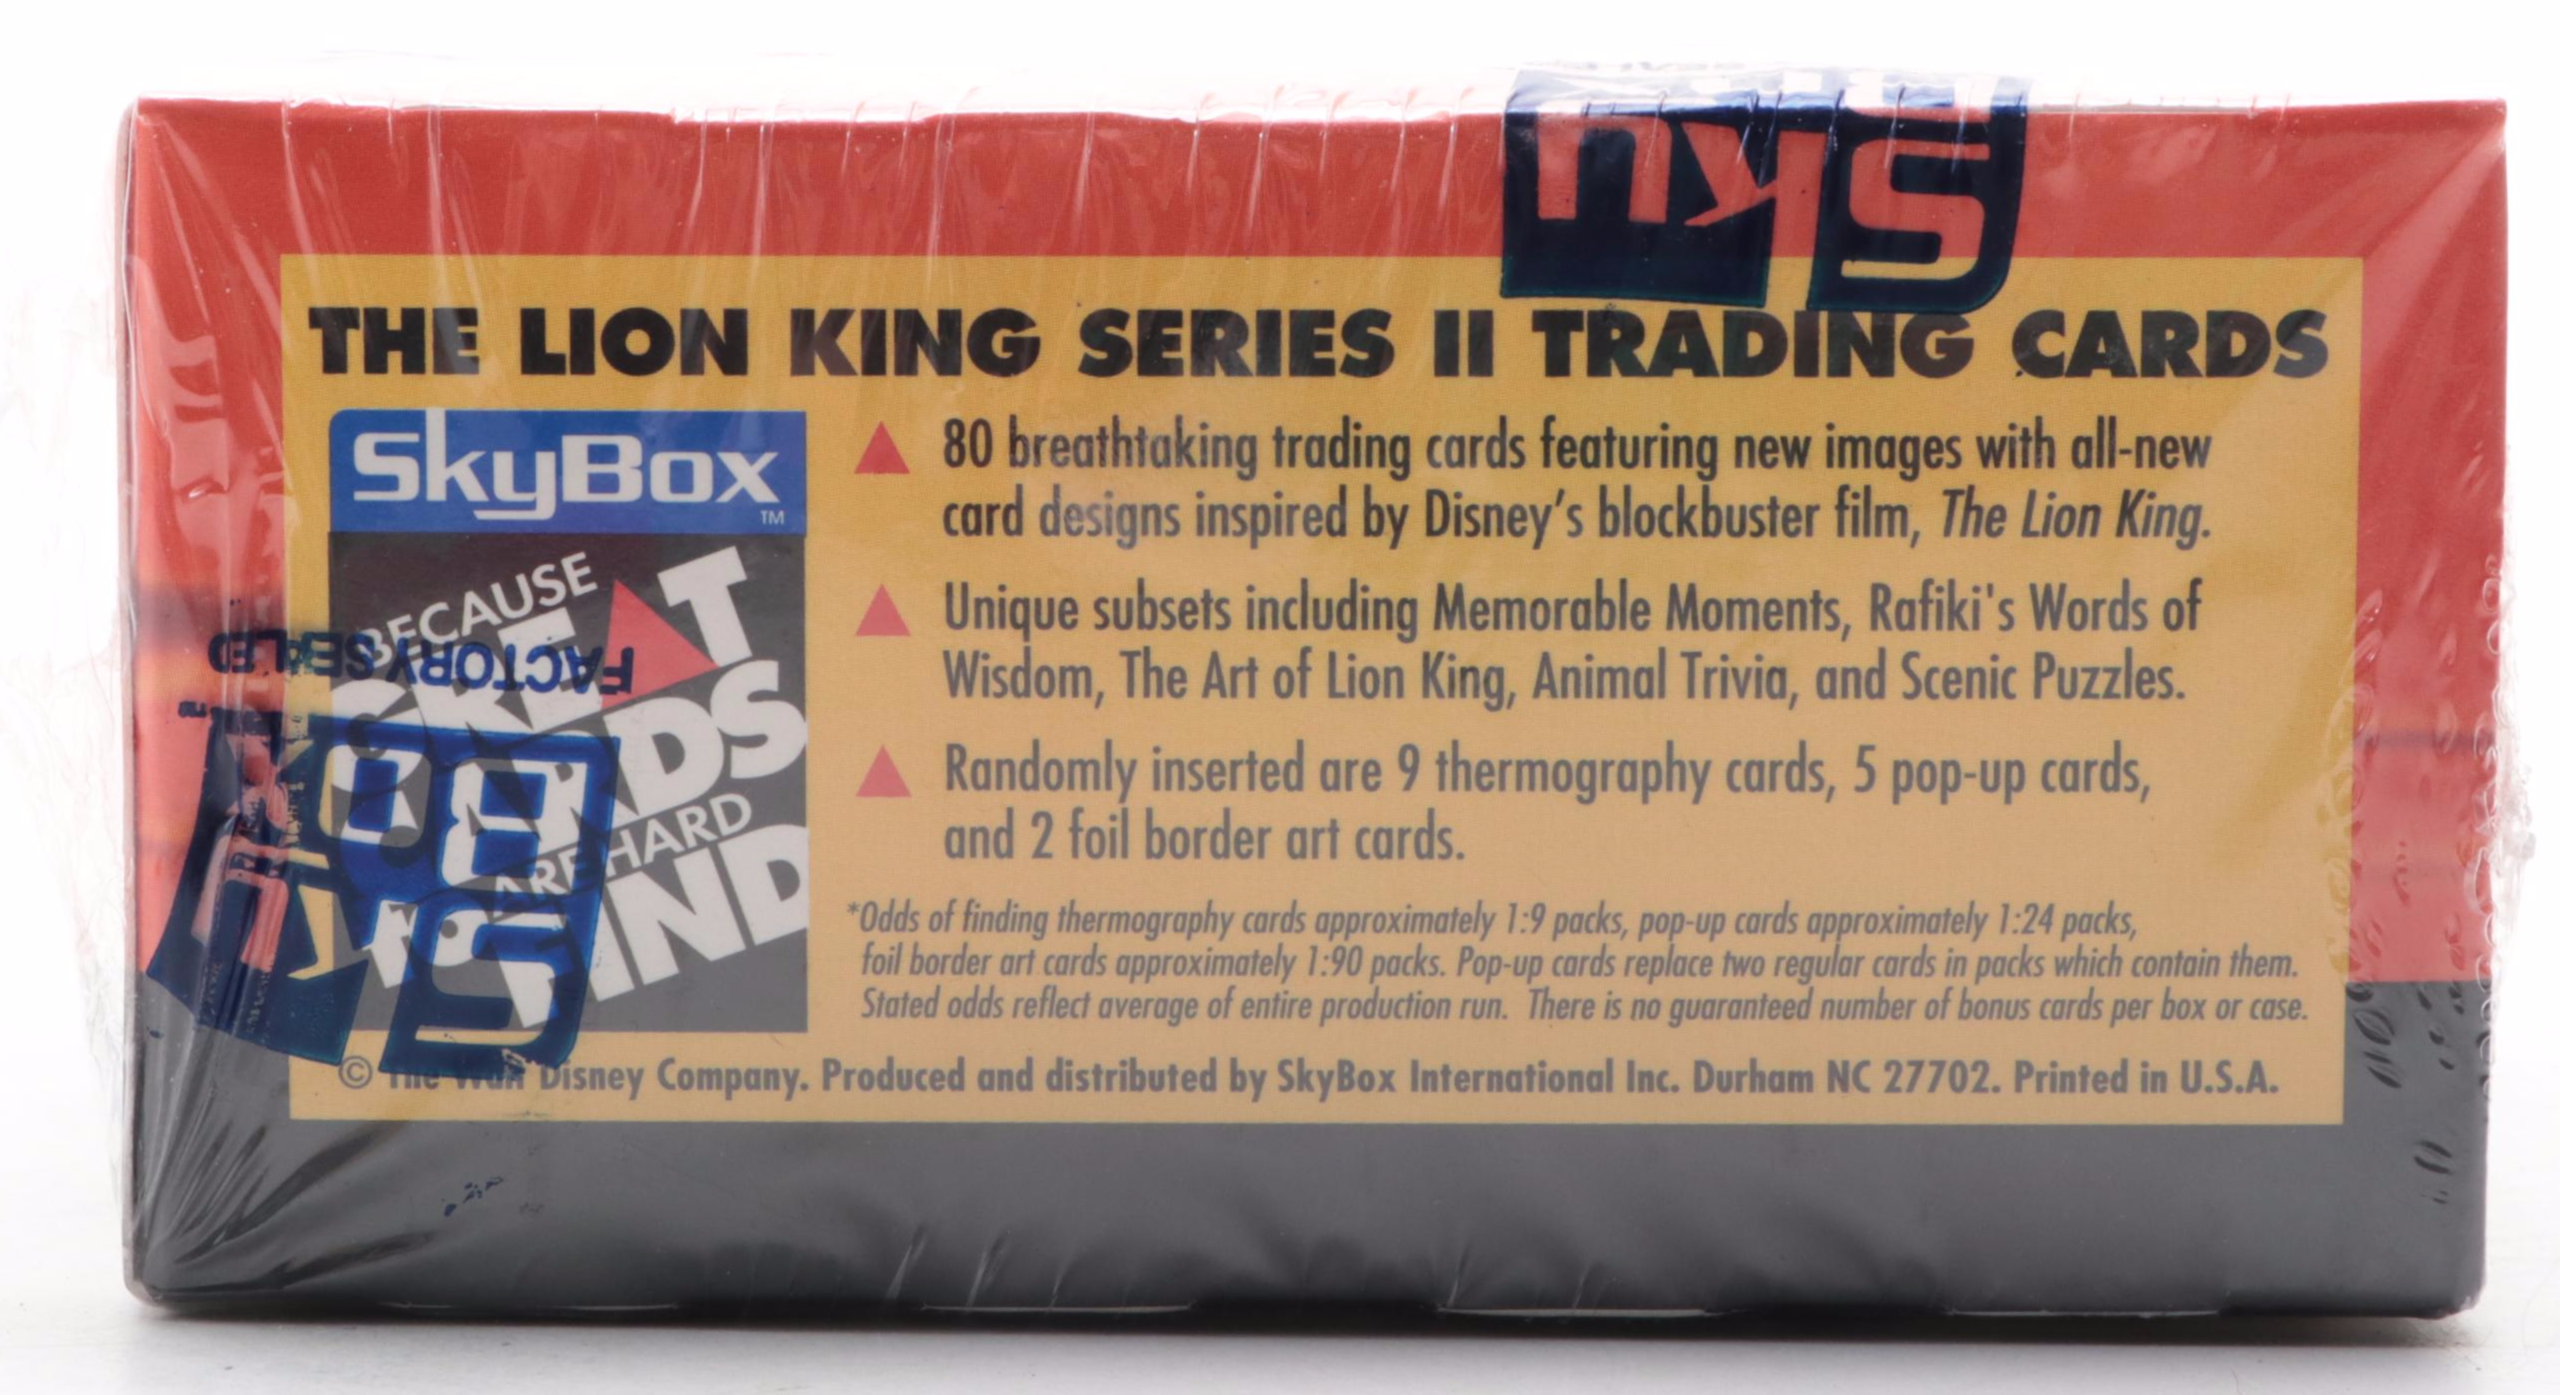 Sky
THE LION KING SERIES II TRADING CARDS
SkyBox
TM
BECAUSE
GREAT
CARDS
ARE HARD
to FIND
▲ 80 breathtaking trading cards featuring new images with all-new
card designs inspired by Disney's blockbuster film, The Lion King.
▲ Unique subsets including Memorable Moments, Rafiki's Words of
Wisdom, The Art of Lion King, Animal Trivia, and Scenic Puzzles.
▲ Randomly inserted are 9 thermography cards, 5 pop-up cards,
and 2 foil border art cards.
*Odds of finding thermography cards approximately 1:9 packs, pop-up cards approximately 1:24 packs,
foil border art cards approximately 1:90 packs. Pop-up cards replace two regular cards in packs which contain them.
Stated odds reflect average of entire production run. There is no guaranteed number of bonus cards per box or case.
© The Walt Disney Company. Produced and distributed by SkyBox International Inc. Durham NC 27702. Printed in U.S.A.
FACTORY SEALED